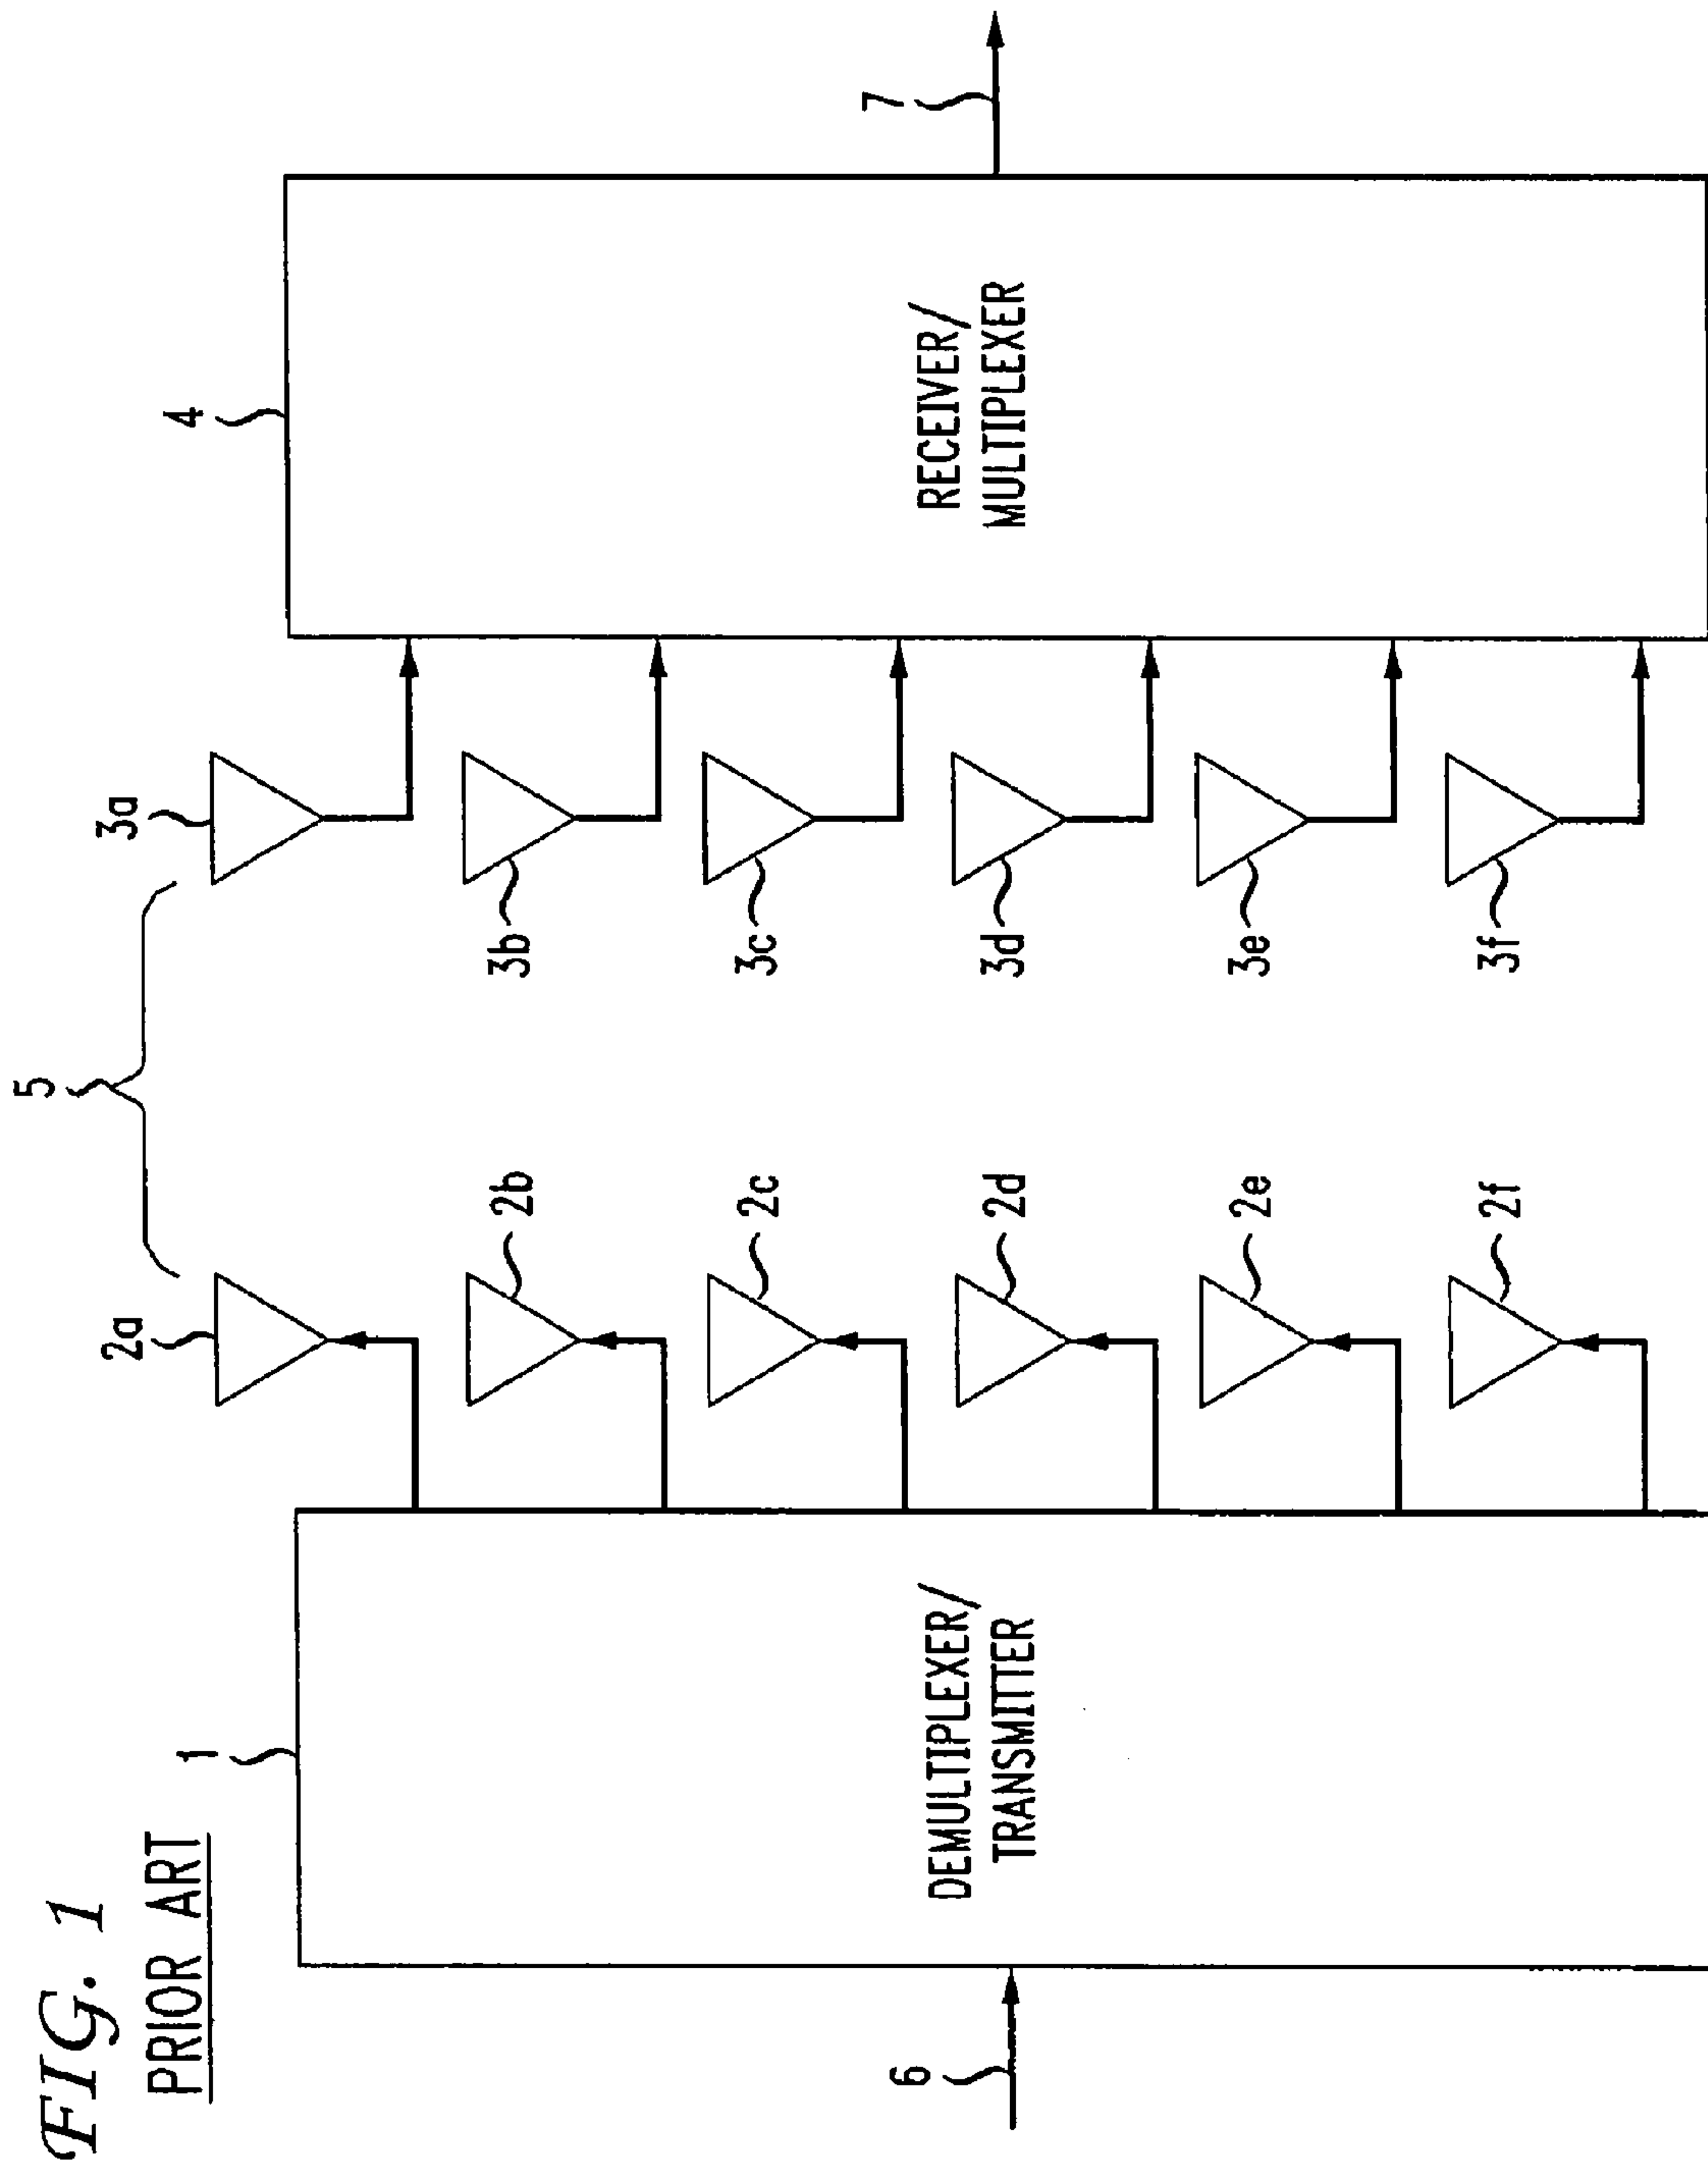 FIG. 1
PRIOR ART
5
1
2a
3a
4
2b
3b
2c
3c
6
DEMULTIPLEXER/
TRANSMITTER
RECEIVER/
MULTIPLEXER
7
2d
3d
2e
3e
2f
3f